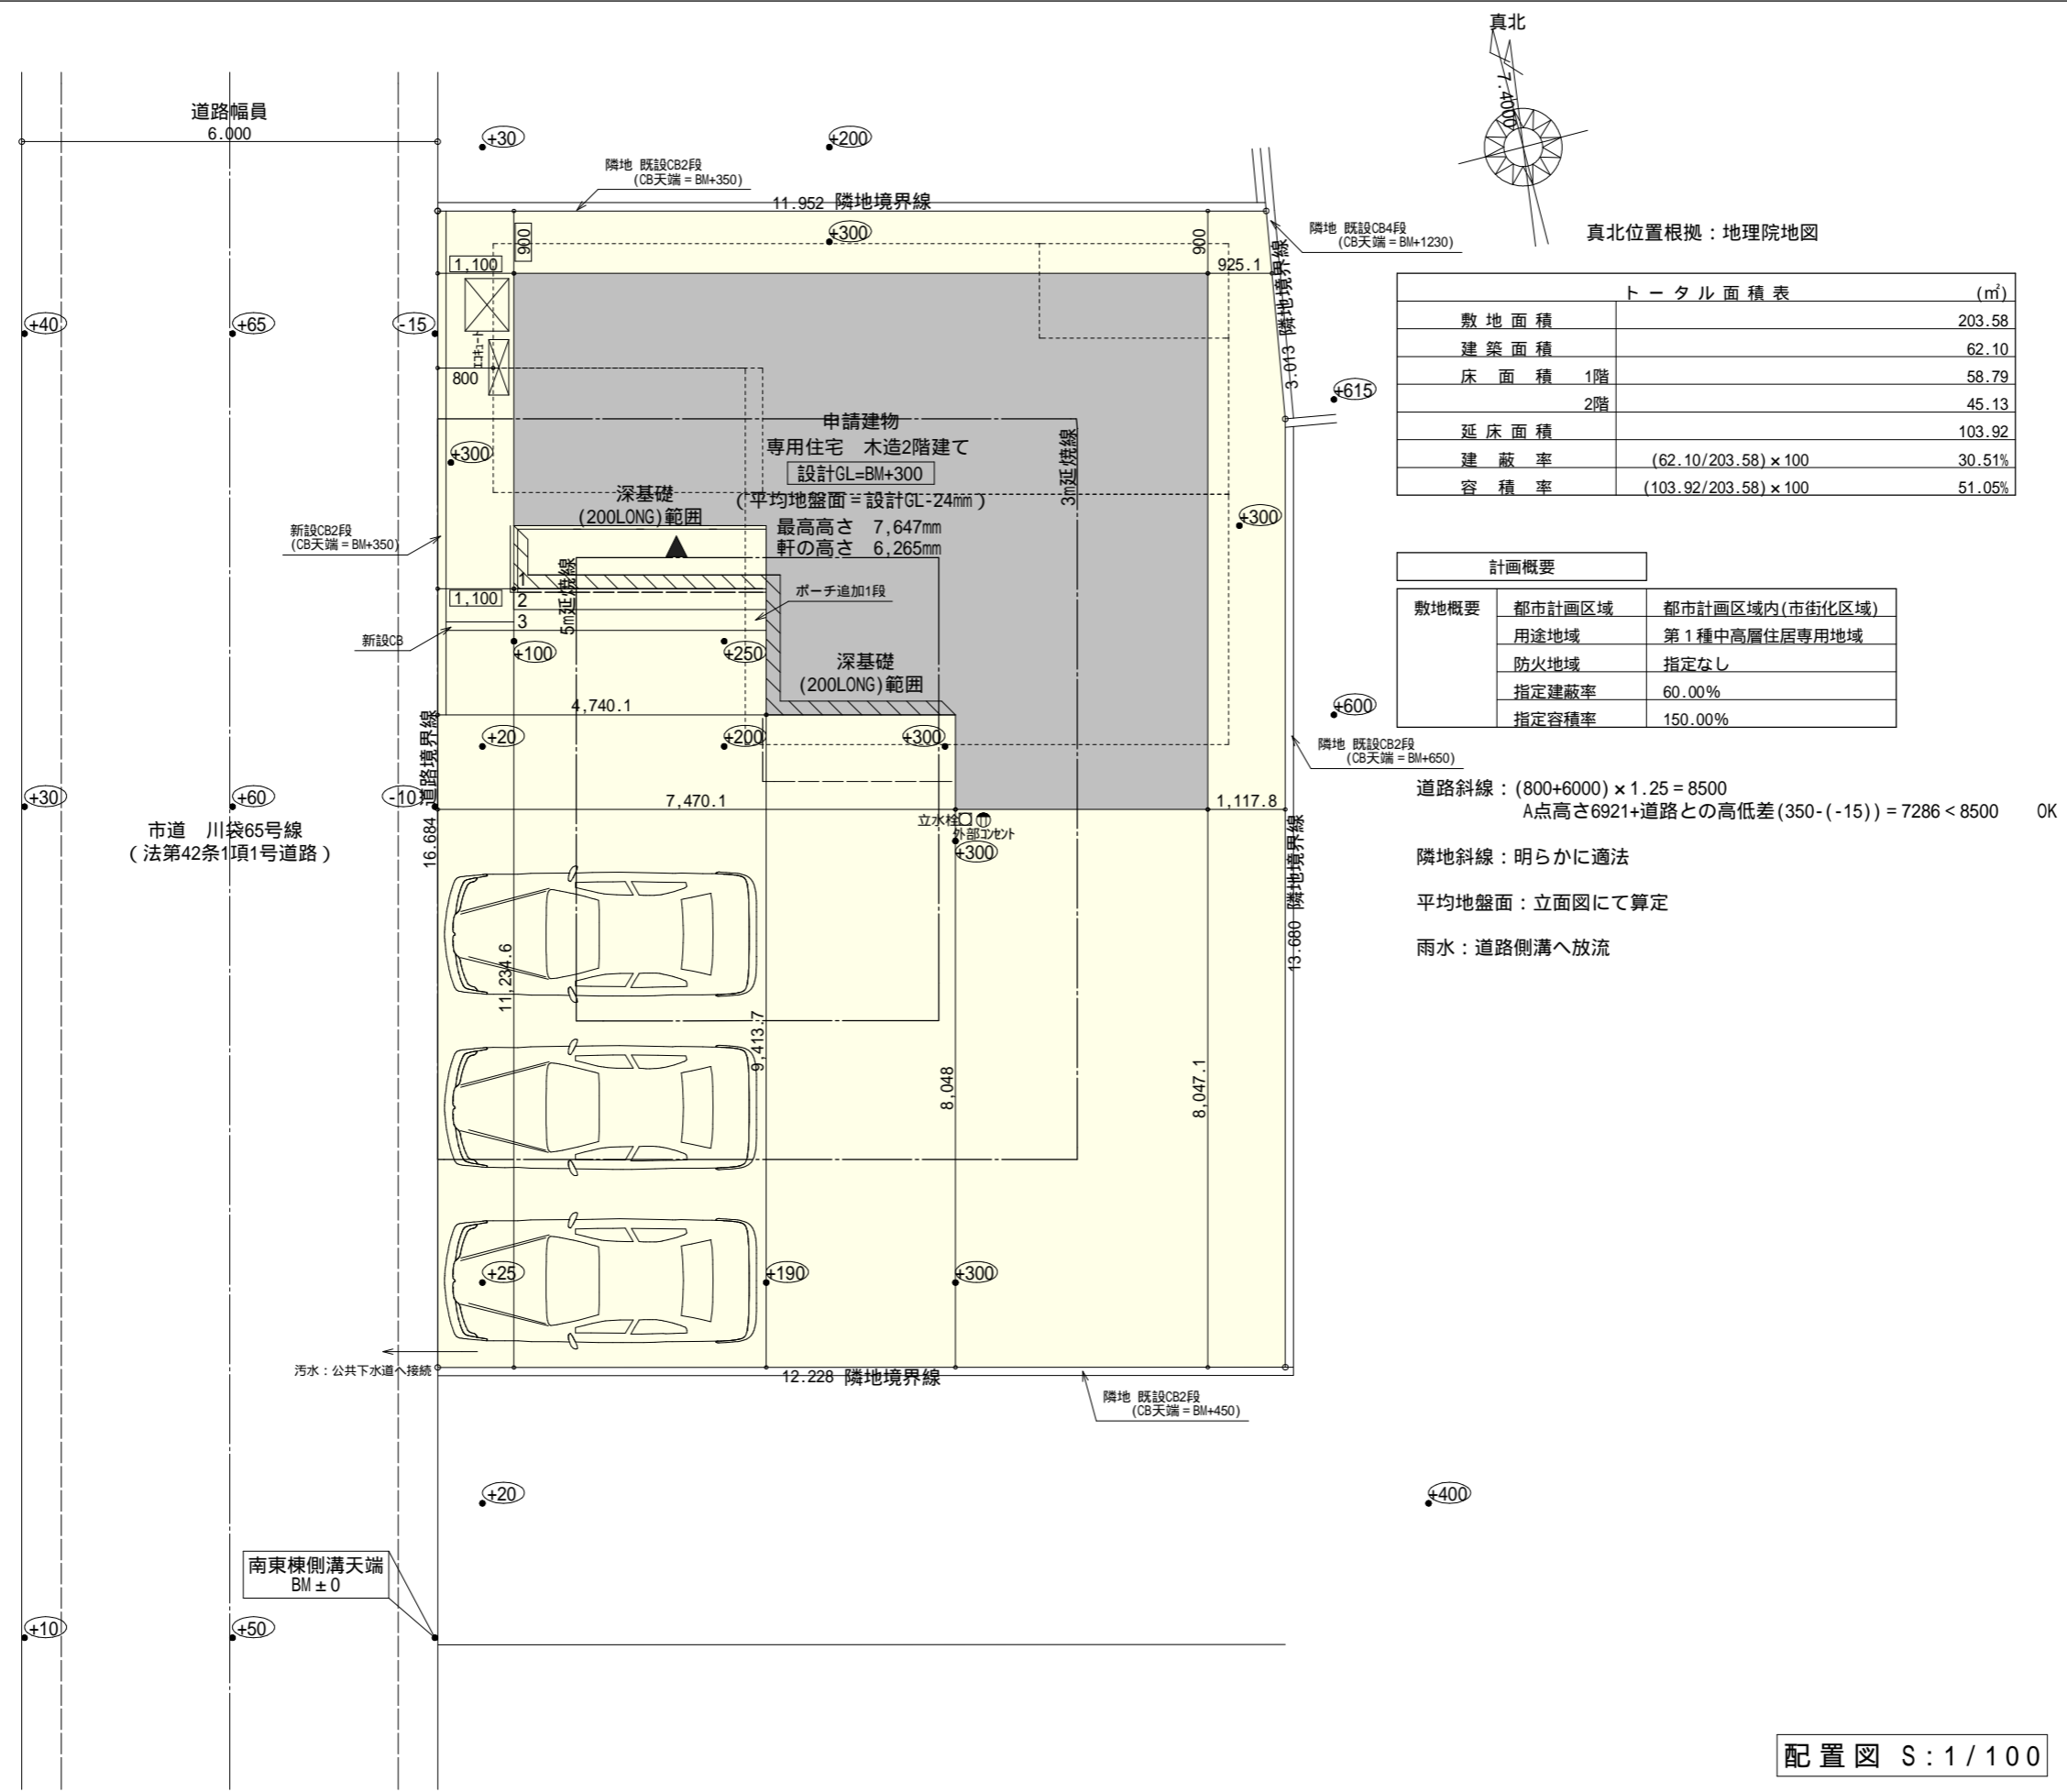 真北
7.4000
真北位置根拠：地理院地図
道路幅員
6.000
+30
+200
隣地 既設CB2段
(CB天端＝BM+350)
11.952 隣地境界線
+300
900
900
1,100
925.1
隣地 既設CB4段
(CB天端＝BM+1230)
3.013 隣地境界線
+40
+65
-15
エコキュート
800
+615
+300
申請建物
専用住宅　木造2階建て
設計GL=BM+300
(平均地盤面＝設計GL-24mm)
最高高さ　7,647mm
軒の高さ　6,265mm
3m延焼線
深基礎
(200LONG)範囲
+300
新設CB2段
(CB天端＝BM+350)
5m延焼線
1
2
3
1,100
ポーチ追加1段
新設CB
+100
+250
深基礎
(200LONG)範囲
4,740.1
+20
+200
+300
+600
隣地 既設CB2段
(CB天端＝BM+650)
道路境界線
16.684
+30
+60
-10
7,470.1
1,117.8
市道　川袋65号線
(法第42条1項1号道路)
立水栓
外部コンセント
+300
13.680 隣地境界線
11,234.6
9,413.7
8,048
8,047.1
+25
+190
+300
汚水：公共下水道へ接続
12.228 隣地境界線
隣地 既設CB2段
(CB天端＝BM+450)
+20
+400
南東棟側溝天端
BM±0
+10
+50
トータル面積表 (㎡)
敷地面積 203.58
建築面積 62.10
床面積 1階 58.79
2階 45.13
延床面積 103.92
建蔽率 (62.10/203.58)×100 30.51%
容積率 (103.92/203.58)×100 51.05%
計画概要
敷地概要 都市計画区域 都市計画区域内(市街化区域)
用途地域 第1種中高層住居専用地域
防火地域 指定なし
指定建蔽率 60.00%
指定容積率 150.00%
道路斜線：(800+6000)×1.25＝8500
A点高さ6921+道路との高低差(350-(-15))＝7286＜8500　OK
隣地斜線：明らかに適法
平均地盤面：立面図にて算定
雨水：道路側溝へ放流
配置図 S:1/100